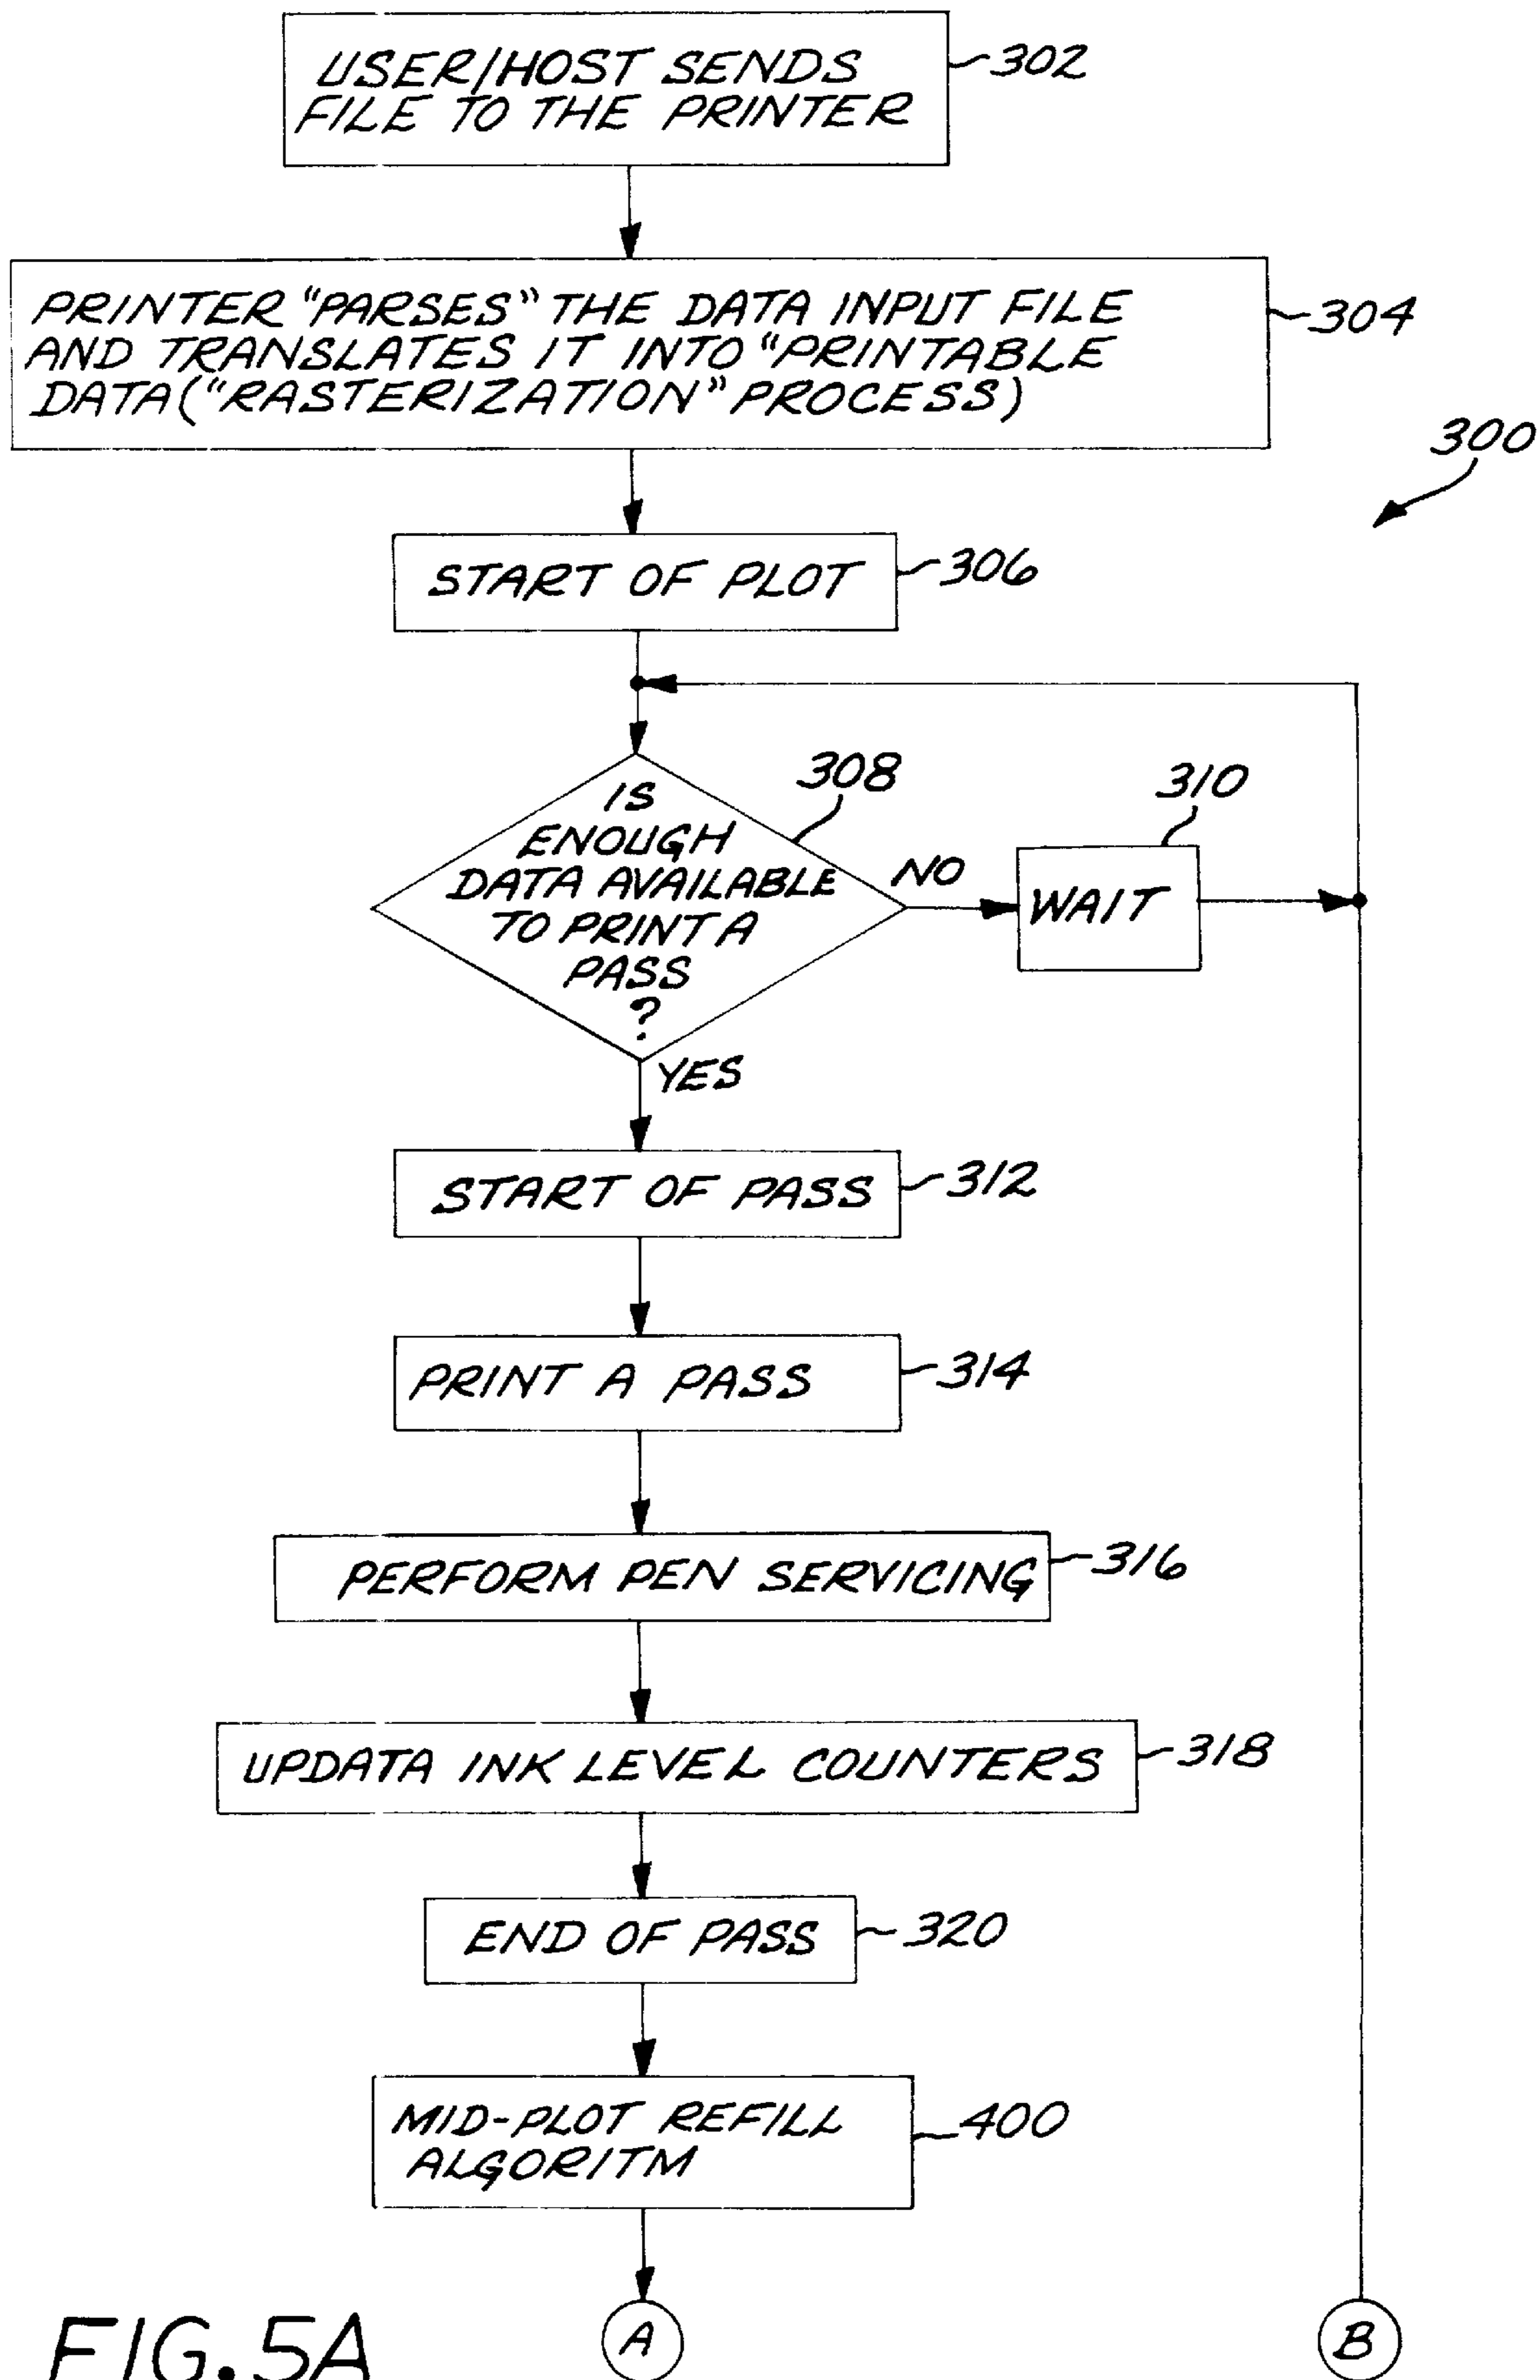 USER/HOST SENDS
FILE TO THE PRINTER
302
PRINTER "PARSES" THE DATA INPUT FILE
AND TRANSLATES IT INTO "PRINTABLE
DATA("RASTERIZATION" PROCESS)
304
300
START OF PLOT
306
308
IS
ENOUGH
DATA AVAILABLE
TO PRINT A
PASS
?
NO
310
WAIT
YES
START OF PASS
312
PRINT A PASS
314
PERFORM PEN SERVICING
316
UPDATA INK LEVEL COUNTERS
318
END OF PASS
320
MID-PLOT REFILL
ALGORITM
400
A
B
FIG.5A